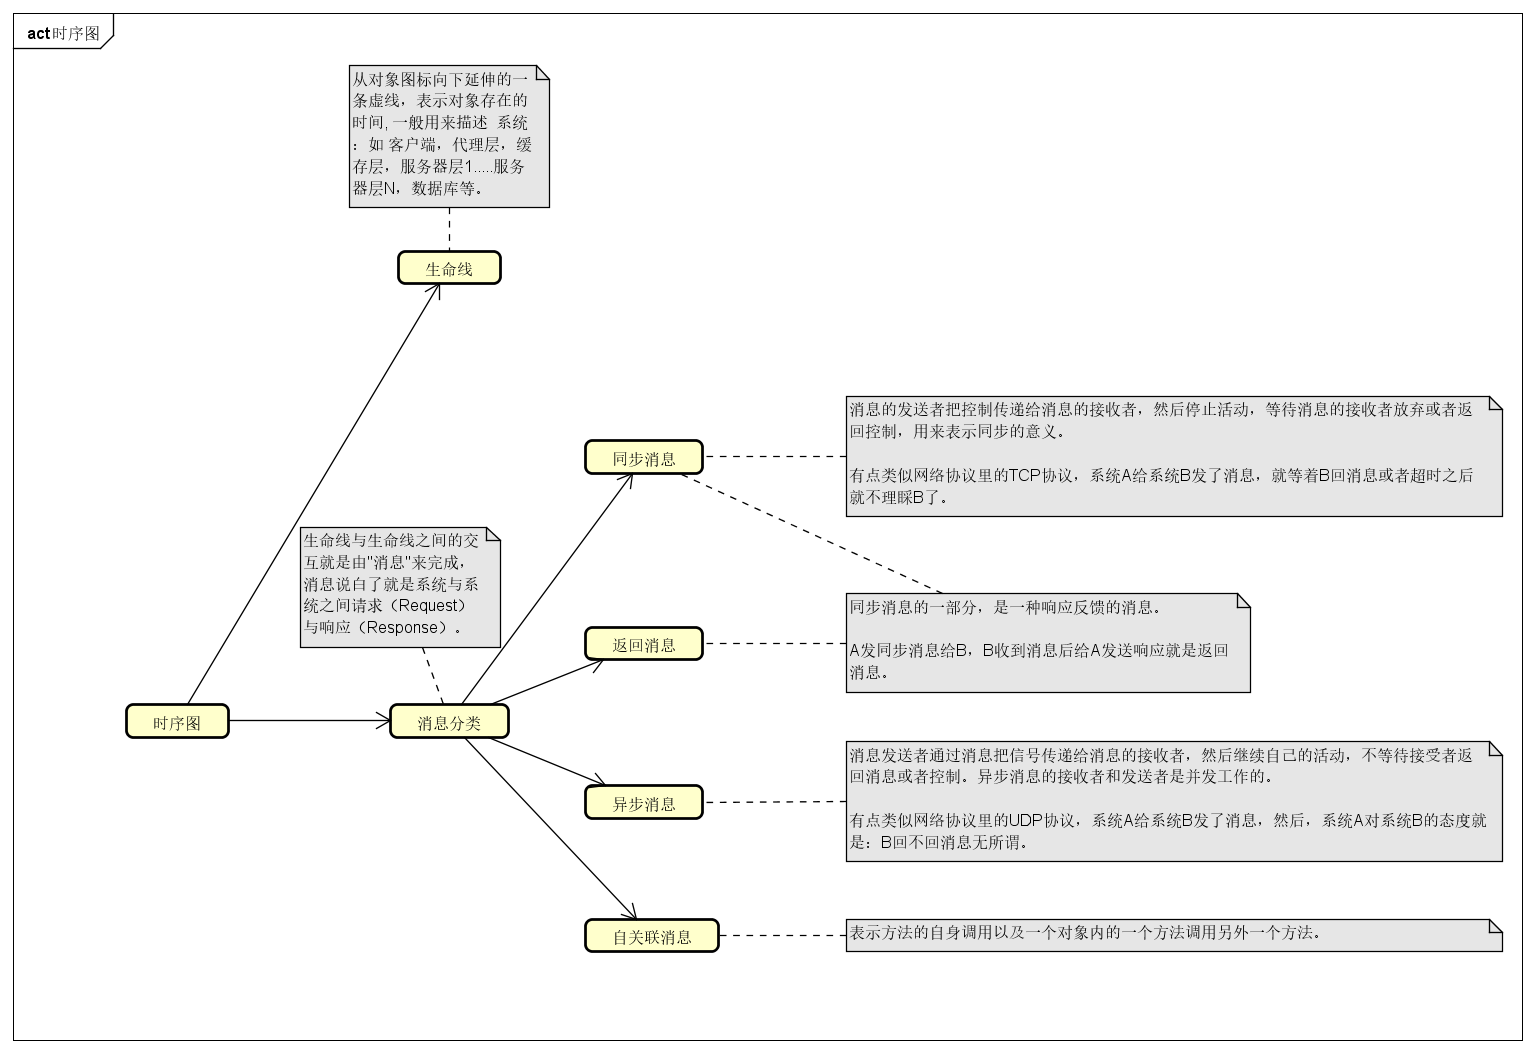 act 时序图
从对象图标向下延伸的一
条虚线，表示对象存在的
时间, 一般用来描述 系统
：如 客户端，代理层，缓
存层，服务器层1.....服务
器层N，数据库等。
生命线
消息的发送者把控制传递给消息的接收者，然后停止活动，等待消息的接收者放弃或者返
回控制，用来表示同步的意义。
有点类似网络协议里的TCP协议，系统A给系统B发了消息，就等着B回消息或者超时之后
就不理睬B了。
同步消息
生命线与生命线之间的交
互就是由"消息"来完成，
消息说白了就是系统与系
统之间请求（Request）
与响应（Response）。
同步消息的一部分，是一种响应反馈的消息。
A发同步消息给B，B收到消息后给A发送响应就是返回
消息。
返回消息
时序图
消息分类
消息发送者通过消息把信号传递给消息的接收者，然后继续自己的活动，不等待接受者返
回消息或者控制。异步消息的接收者和发送者是并发工作的。
有点类似网络协议里的UDP协议，系统A给系统B发了消息，然后，系统A对系统B的态度就
是：B回不回消息无所谓。
异步消息
自关联消息
表示方法的自身调用以及一个对象内的一个方法调用另外一个方法。